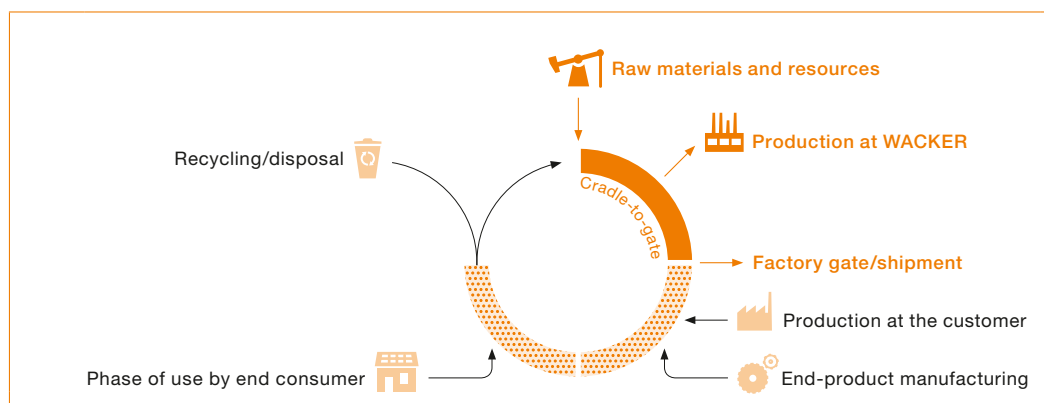 Raw materials and resources
Production at WACKER
Recycling/disposal
Cradle-to-gate
Factory gate/shipment
Production at the customer
Phase of use by end consumer
End-product manufacturing